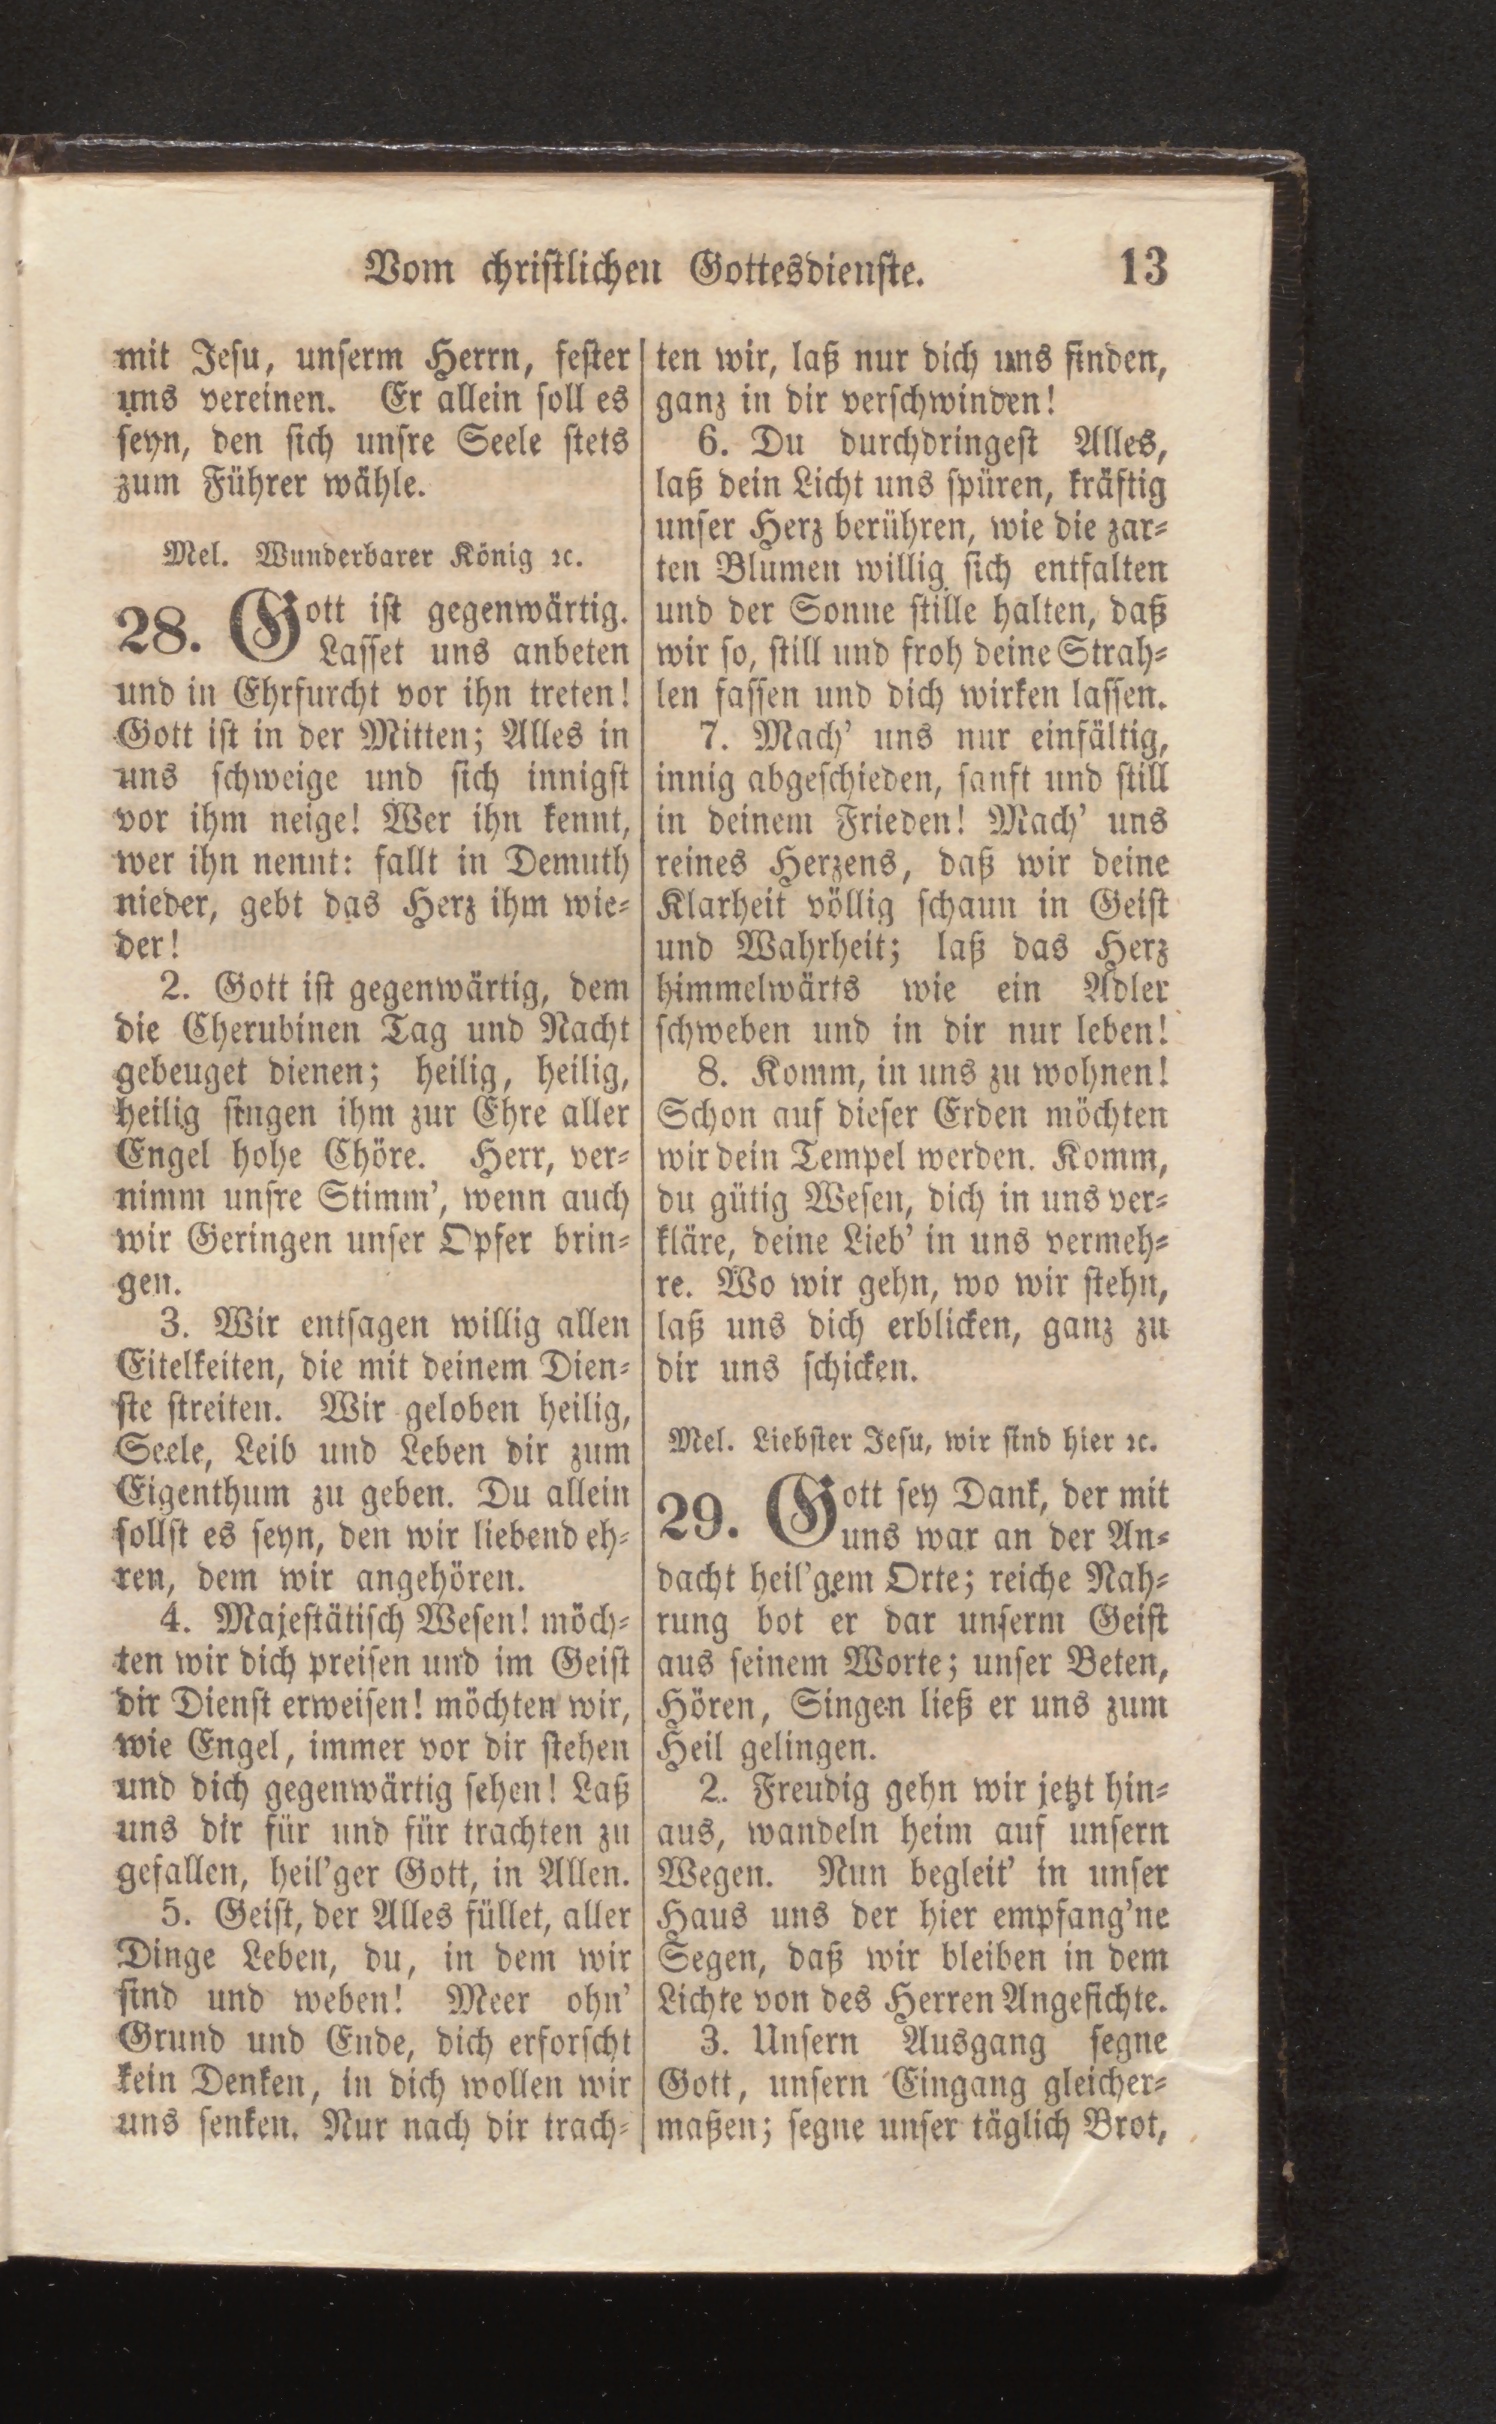 Vom christlichen Gottesdienste. 13
mit Jesu, unserm Herrn, fester
uns vereinen. Er allein soll es
seyn, den sich unsre Seele stets
zum Führer wähle.
Mel. Wunderbarer König ꝛc.
28. Gott ist gegenwärtig.
Lasset uns anbeten
und in Ehrfurcht vor ihn treten!
Gott ist in der Mitten; Alles in
uns schweige und sich innigst
vor ihm neige! Wer ihn kennt,
wer ihn nennt: fallt in Demuth
nieder, gebt das Herz ihm wie-
der!
2. Gott ist gegenwärtig, dem
die Cherubinen Tag und Nacht
gebeuget dienen; heilig, heilig,
heilig singen ihm zur Ehre aller
Engel hohe Chöre. Herr, ver-
nimm unsre Stimm', wenn auch
wir Geringen unser Opfer brin-
gen.
3. Wir entsagen willig allen
Eitelkeiten, die mit deinem Dien-
ste streiten. Wir geloben heilig,
Seele, Leib und Leben dir zum
Eigenthum zu geben. Du allein
sollst es seyn, den wir liebend eh-
ren, dem wir angehören.
4. Majestätisch Wesen! möch-
ten wir dich preisen und im Geist
dir Dienst erweisen! möchten wir,
wie Engel, immer vor dir stehen
und dich gegenwärtig sehen! Laß
uns dir für und für trachten zu
gefallen, heil'ger Gott, in Allen.
5. Geist, der Alles füllet, aller
Dinge Leben, du, in dem wir
sind und weben! Meer ohn'
Grund und Ende, dich erforscht
kein Denken, in dich wollen wir
uns senken. Nur nach dir trach-
ten wir, laß nur dich uns finden,
ganz in dir verschwinden!
6. Du durchdringest Alles,
laß dein Licht uns spüren, kräftig
unser Herz berühren, wie die zar-
ten Blumen willig sich entfalten
und der Sonne stille halten, daß
wir so, still und froh deine Strah-
len fassen und dich wirken lassen.
7. Mach' uns nur einfältig,
innig abgeschieden, sanft und still
in deinem Frieden! Mach' uns
reines Herzens, daß wir deine
Klarheit völlig schaun in Geist
und Wahrheit; laß das Herz
himmelwärts wie ein Adler
schweben und in dir nur leben!
8. Komm, in uns zu wohnen!
Schon auf dieser Erden möchten
wir dein Tempel werden. Komm,
du gütig Wesen, dich in uns ver-
kläre, deine Lieb' in uns vermeh-
re. Wo wir gehn, wo wir stehn,
laß uns dich erblicken, ganz zu
dir uns schicken.
Mel. Liebster Jesu, wir sind hier ꝛc.
29. Gott sey Dank, der mit
uns war an der An-
dacht heil'gem Orte; reiche Nah-
rung bot er dar unserm Geist
aus seinem Worte; unser Beten,
Hören, Singen ließ er uns zum
Heil gelingen.
2. Freudig gehn wir jetzt hin-
aus, wandeln heim auf unsern
Wegen. Nun begleit' in unser
Haus uns der hier empfang'ne
Segen, daß wir bleiben in dem
Lichte von des Herren Angesichte.
3. Unsern Ausgang segne
Gott, unsern Eingang gleicher-
maßen; segne unser täglich Brot,